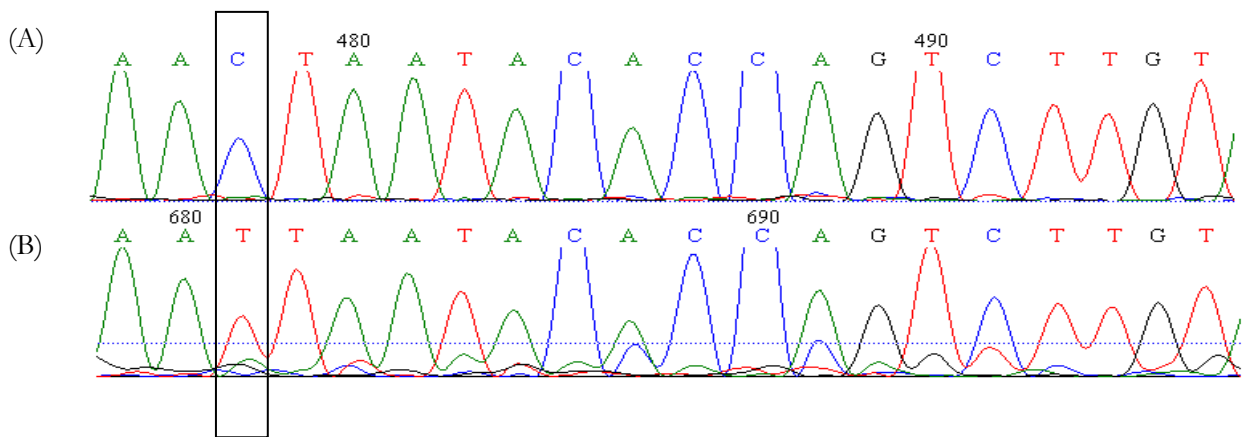 (A)
480 490
A A C T A A T A C A C C A G T C T T G T
680 690
(B)
A A T T A A T A C A C C A G T C T T G T